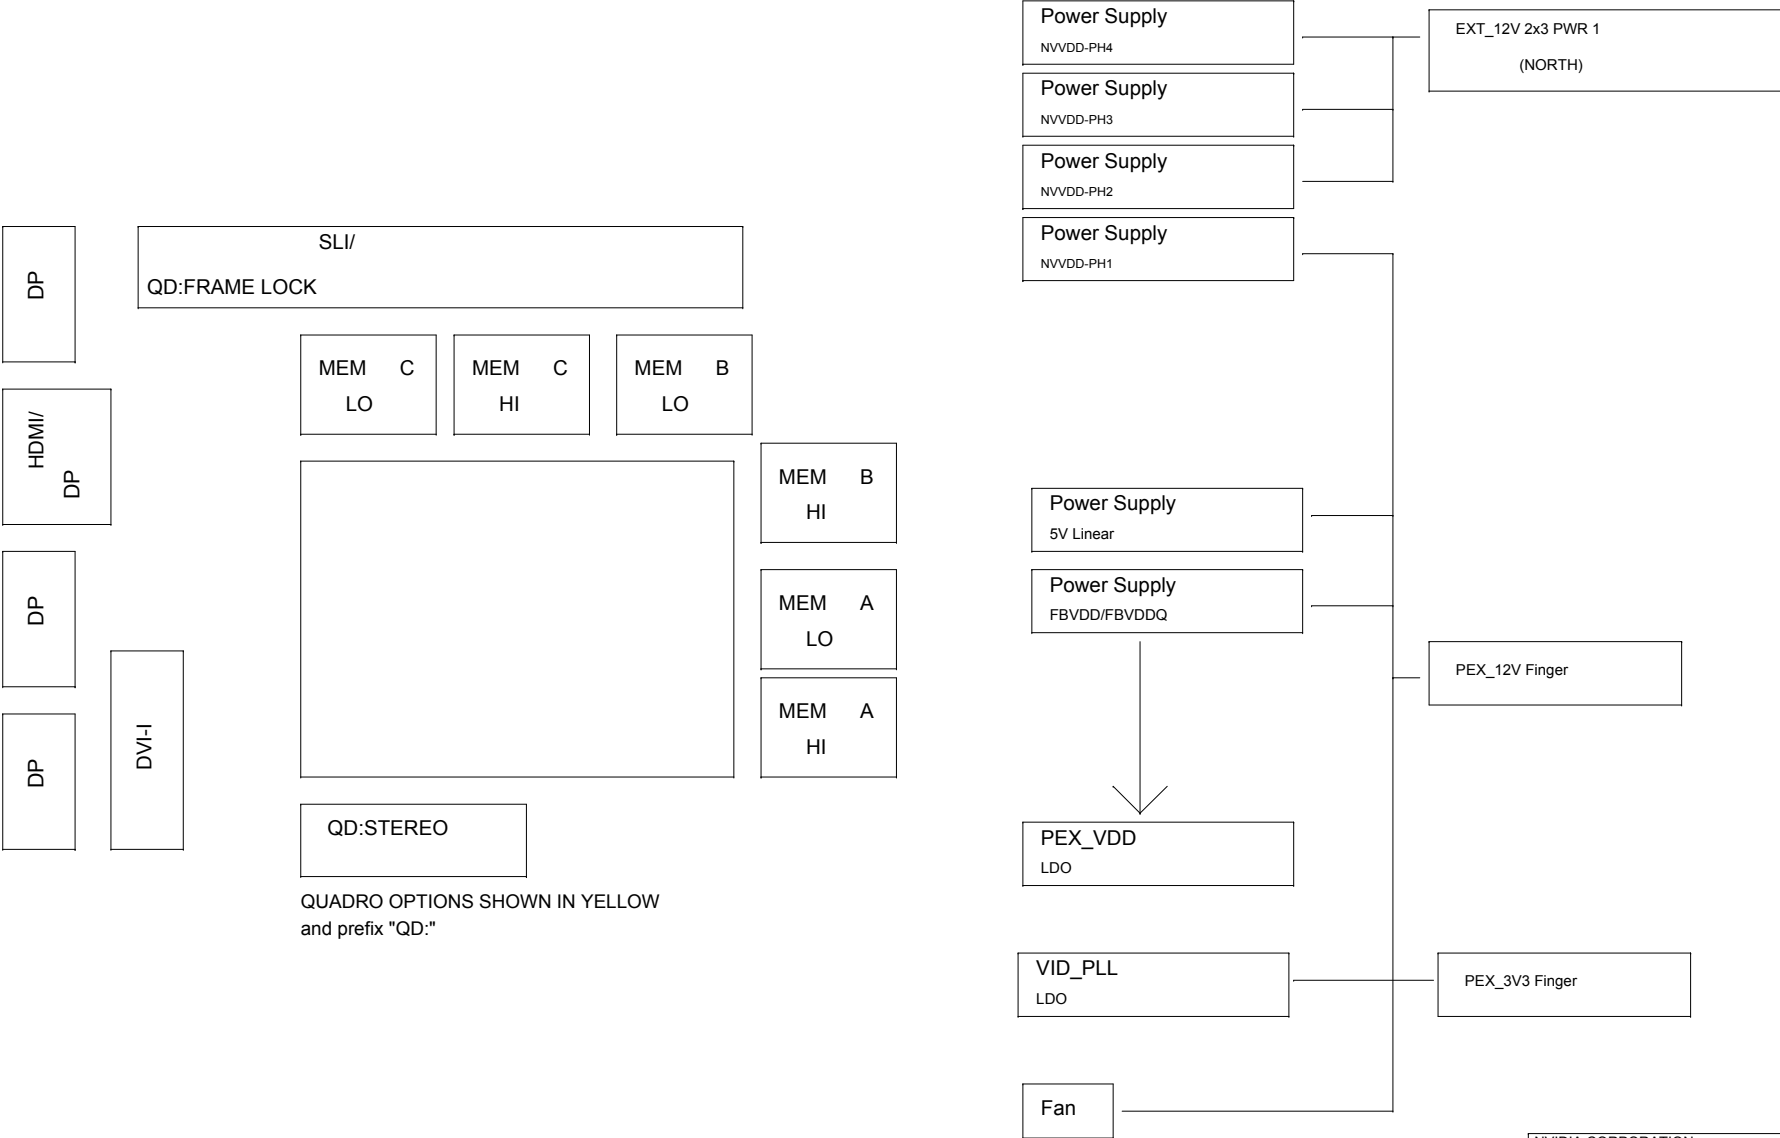 DP
HDMI/
DP
DP
DP
DVI-I
SLI/
QD:FRAME LOCK
MEM C
LO
MEM C
HI
MEM B
LO
MEM B
HI
MEM A
LO
MEM A
HI
QD:STEREO
QUADRO OPTIONS SHOWN IN YELLOW
and prefix "QD:"
Power Supply
NVVDD-PH4
Power Supply
NVVDD-PH3
Power Supply
NVVDD-PH2
Power Supply
NVVDD-PH1
Power Supply
5V Linear
Power Supply
FBVDD/FBVDDQ
PEX_VDD
LDO
VID_PLL
LDO
Fan
EXT_12V 2x3 PWR 1
(NORTH)
PEX_12V Finger
PEX_3V3 Finger
NVIDIA CORPORATION